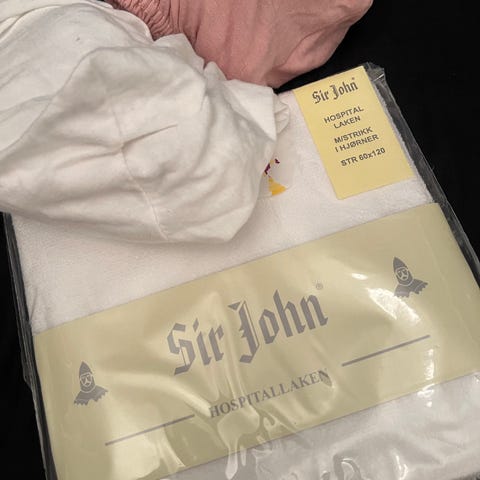 Sir John®
HOSPITAL
LAKEN
M/STRIKK
I HJØRNER
STR 60x120
Sir John®
HOSPITALLAKEN